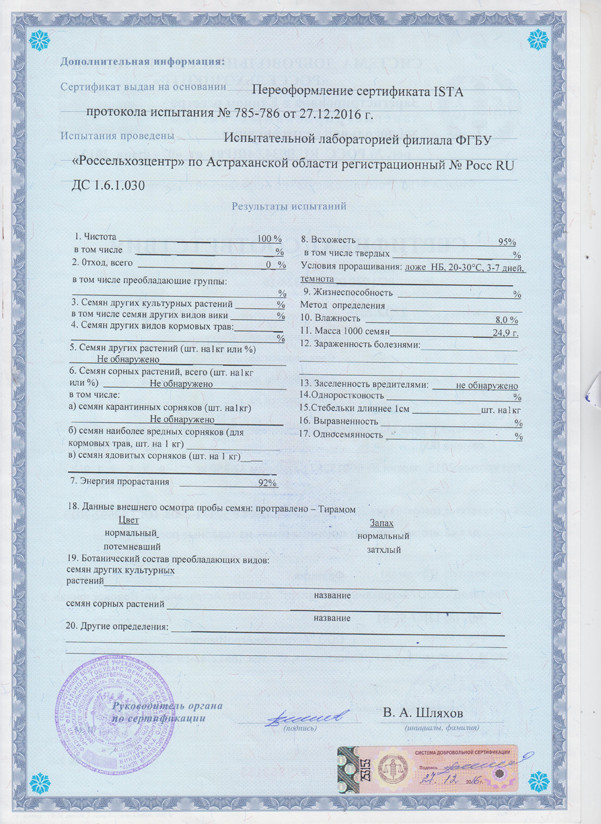 Дополнительная информация:
Сертификат выдан на основании Переоформление сертификата ISTA
протокола испытания № 785-786 от 27.12.2016 г.
Испытания проведены Испытательной лабораторией филиала ФГБУ
«Россельхозцентр» по Астраханской области регистрационный № Росс RU
ДС 1.6.1.030
Результаты испытаний
1. Чистота 100 %
в том числе %
2. Отход, всего 0 %
в том числе преобладающие группы:
%
3. Семян других культурных растений %
в том числе семян других видов вики %
4. Семян других видов кормовых трав:
%
5. Семян других растений (шт. на1кг или %)
Не обнаружено
6. Семян сорных растений, всего (шт. на1кг
или %) Не обнаружено
в том числе:
а) семян карантинных сорняков (шт. на1кг)
Не обнаружено
б) семян наиболее вредных сорняков (для
кормовых трав, шт. на 1 кг)
в) семян ядовитых сорняков (шт. на 1 кг)
7. Энергия прорастания 92%
8. Всхожесть 95%
в том числе твердых %
Условия проращивания: ложе НБ, 20-30°С, 3-7 дней,
темнота
9. Жизнеспособность %
Метод определения
10. Влажность 8,0 %
11. Масса 1000 семян 24,9 г.
12. Зараженность болезнями:
13. Заселенность вредителями: не обнаружено
14.Одноростковость %
15.Стебельки длиннее 1см шт. на1кг
16. Выравненность %
17. Односемянность %
18. Данные внешнего осмотра пробы семян: протравлено – Тирамом
Цвет Запах
нормальный нормальный
потемневший затхлый
19. Ботанический состав преобладающих видов:
семян других культурных
растений
название
семян сорных растений
название
20. Другие определения:
Руководитель органа
по сертификации
В. А. Шляхов
(подпись) (инициалы, фамилия)
СИСТЕМА ДОБРОВОЛЬНОЙ СЕРТИФИКАЦИИ
Подпись
27. 12